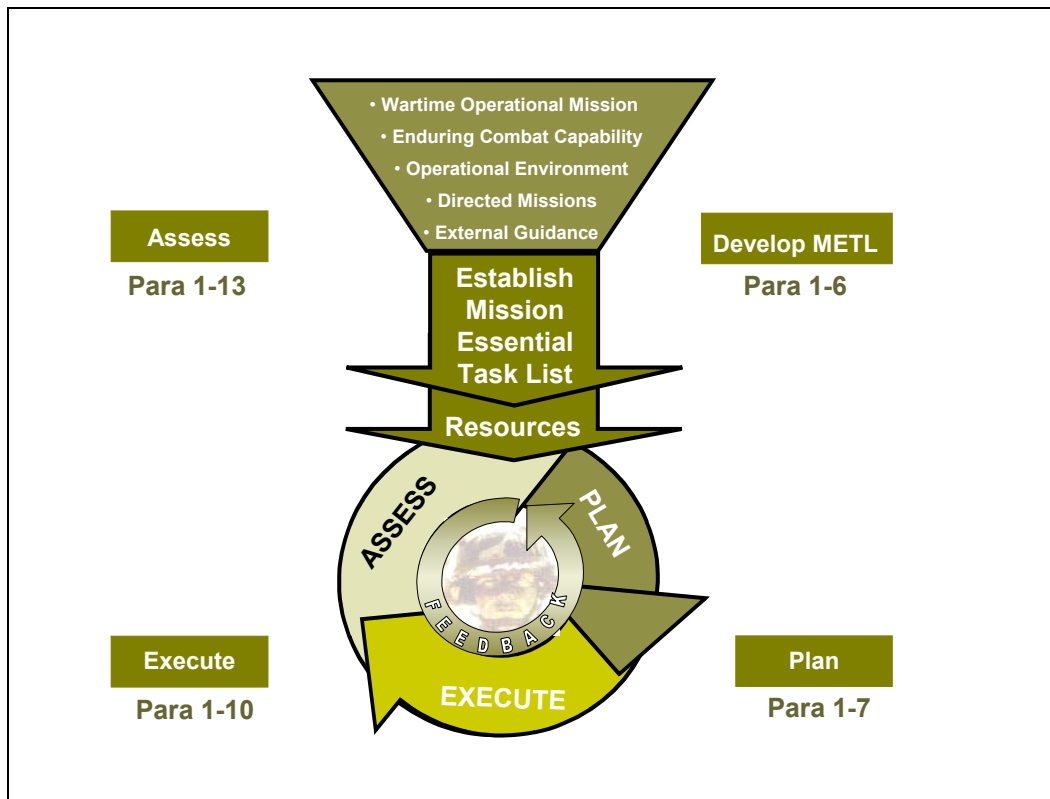 • Wartime Operational Mission
• Enduring Combat Capability
• Operational Environment
• Directed Missions
• External Guidance
Assess
Para 1-13
Develop METL
Para 1-6
Establish
Mission
Essential
Task List
Resources
ASSESS
PLAN
FEEDBACK
EXECUTE
Execute
Para 1-10
Plan
Para 1-7